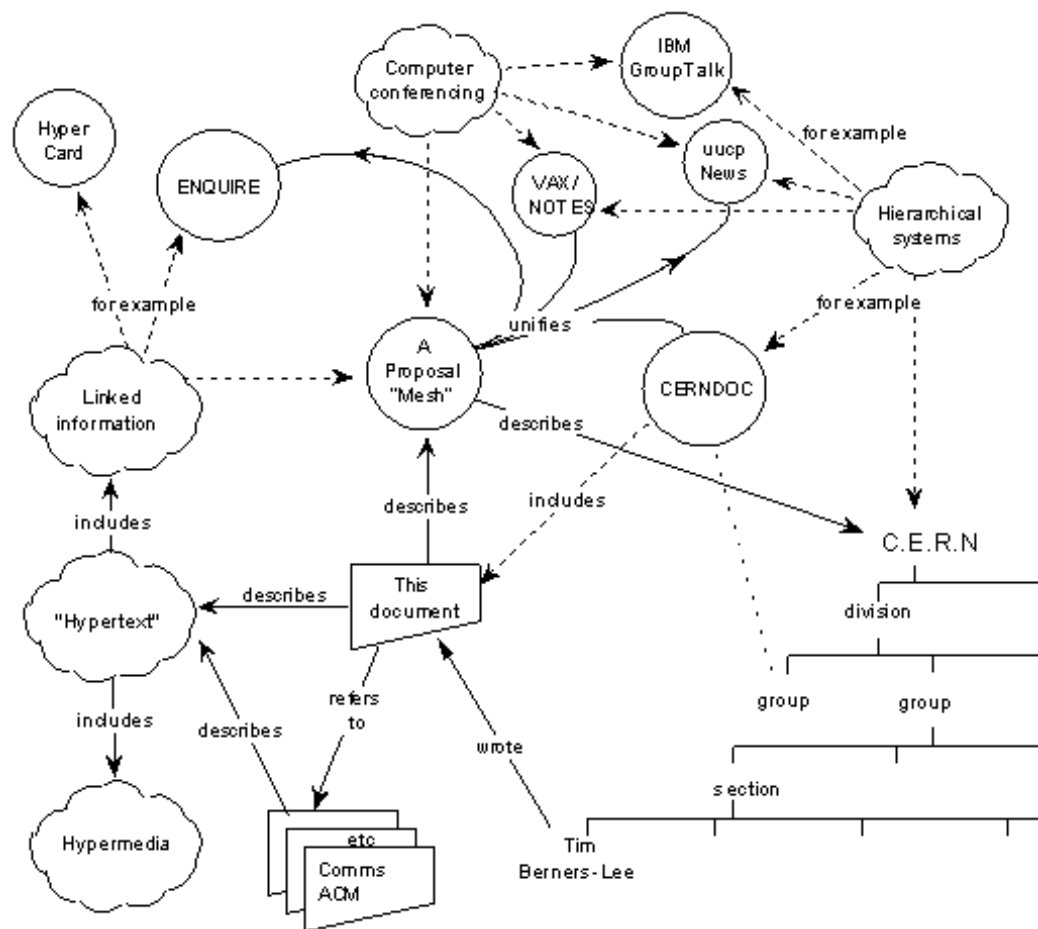 IBM
GroupTalk
Computer
conferencing
Hyper
Card
for example
uucp
News
ENQUIRE
VAX/
NOTES
Hierarchical
systems
for example
for example
unifies
A
Proposal
"Mesh"
CERNDOC
Linked
information
describes
includes
describes
includes
C.E.R.N
This
document
describes
"Hypertext"
division
refers
to
group
group
includes
describes
wrote
section
Hypermedia
etc
Comms
ACM
Tim
Berners-Lee